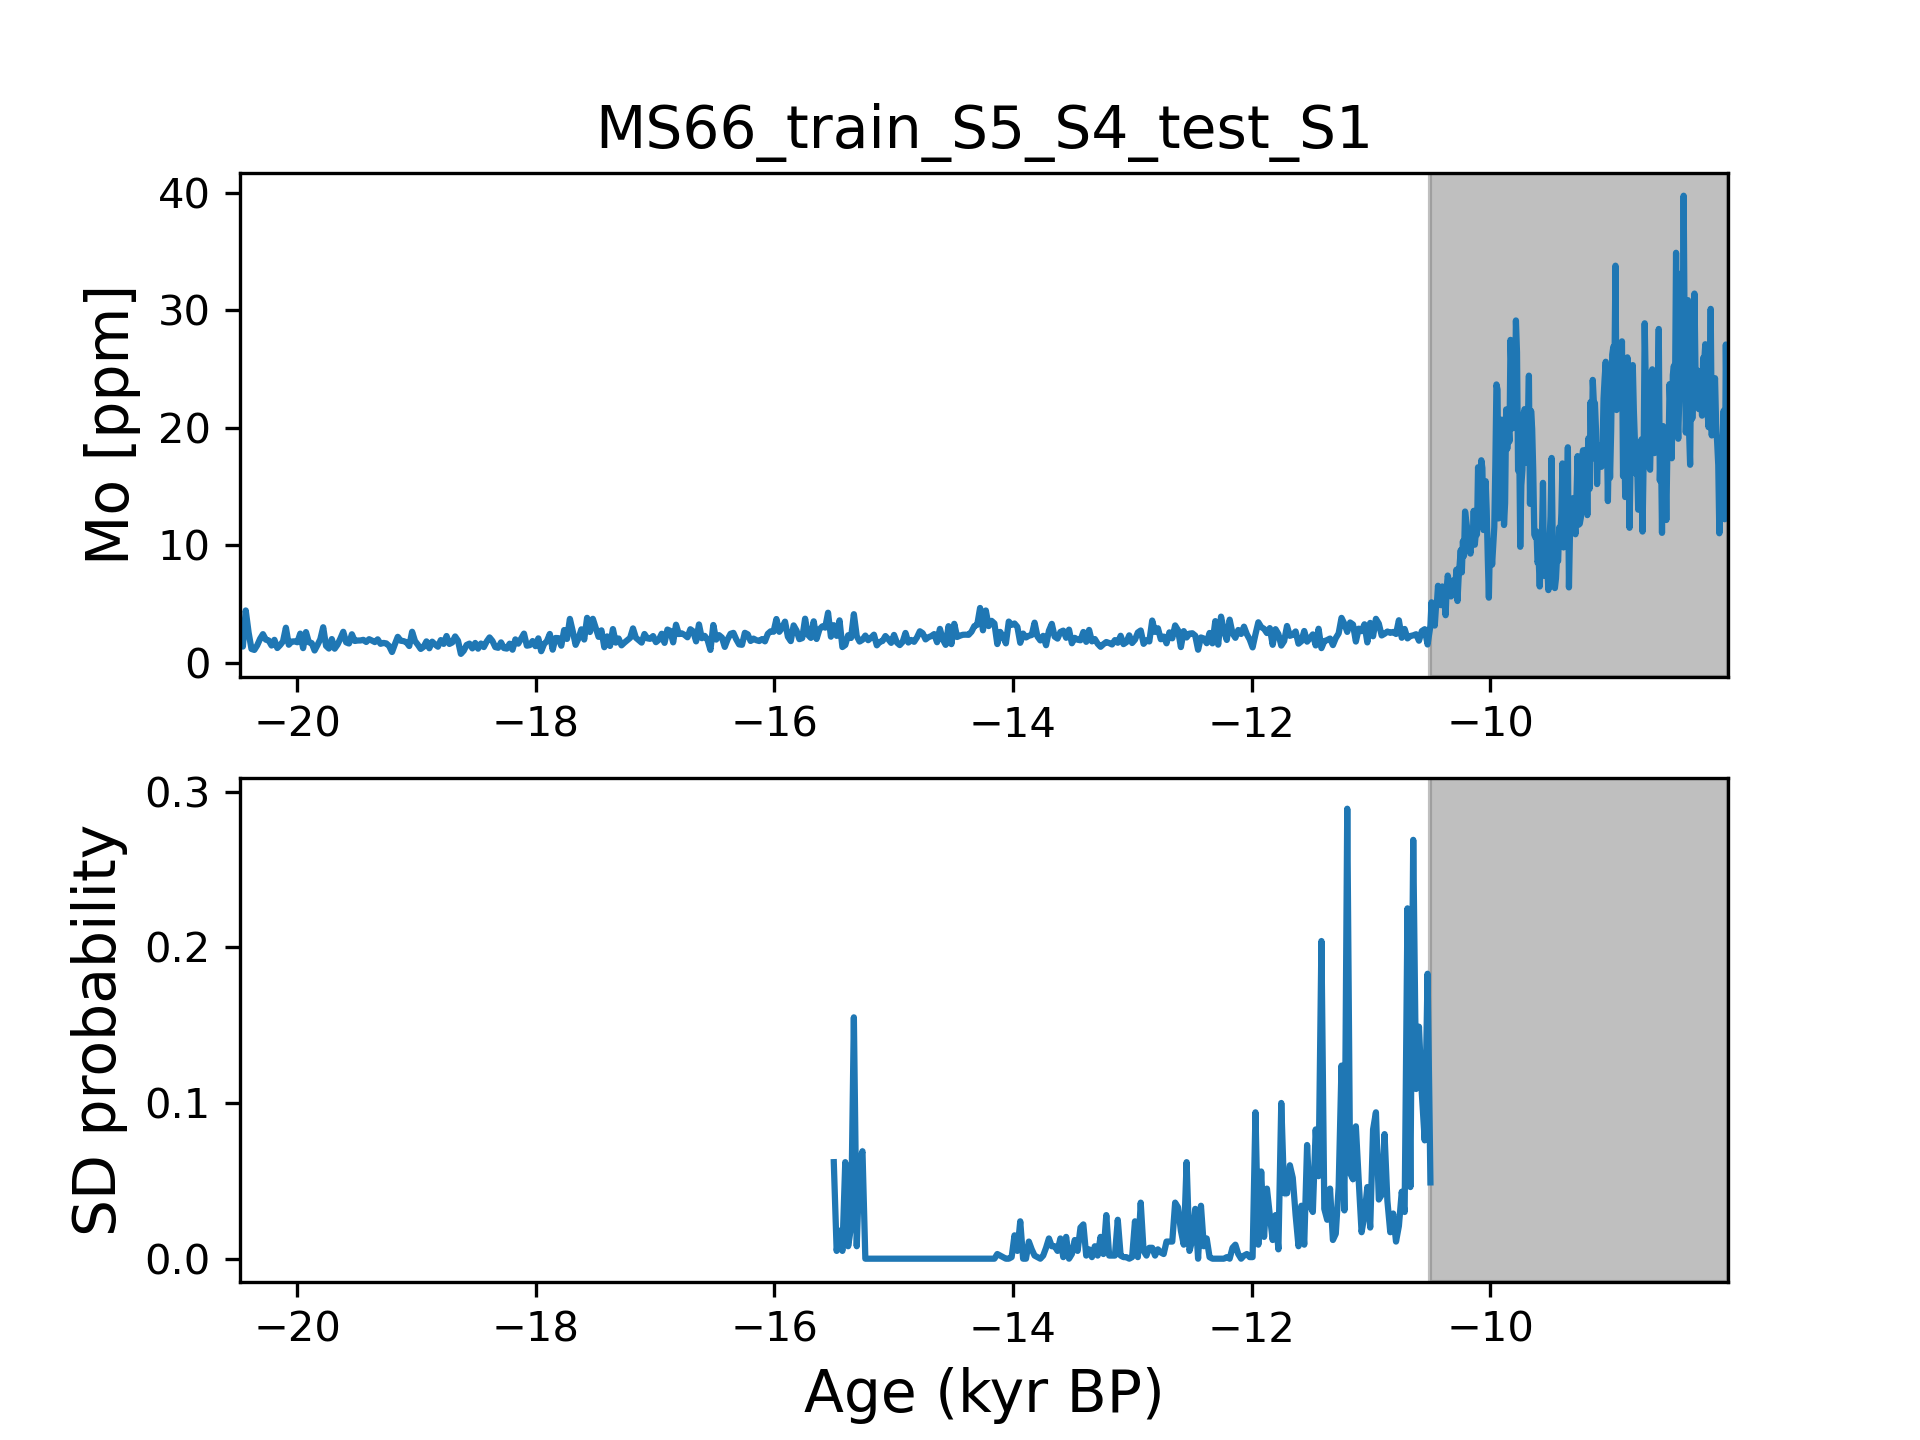 MS66_train_S5_S4_test_S1
Mo [ppm]
40
30
20
10
0
−20 −18 −16 −14 −12 −10
SD probability
0.3
0.2
0.1
0.0
−20 −18 −16 −14 −12 −10
Age (kyr BP)